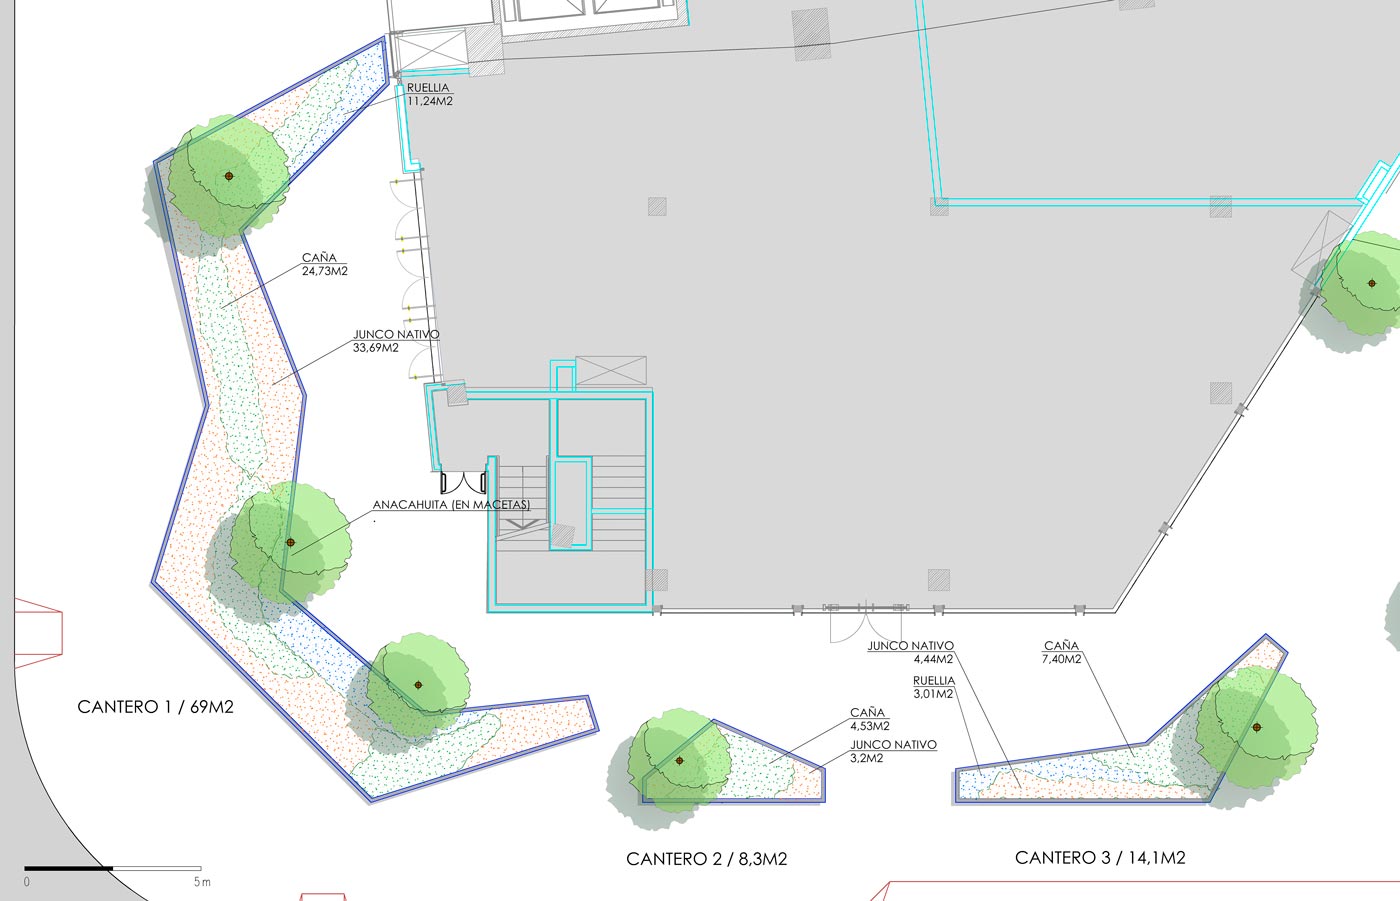 RUELLIA
11,24M2
CAÑA
24,73M2
JUNCO NATIVO
33,69M2
ANACAHUITA (EN MACETAS)
.
JUNCO NATIVO
4,44M2
CAÑA
7,40M2
RUELLIA
3,01M2
CANTERO 1 / 69M2
CAÑA
4,53M2
JUNCO NATIVO
3,2M2
CANTERO 2 / 8,3M2
CANTERO 3 / 14,1M2
0 5 m